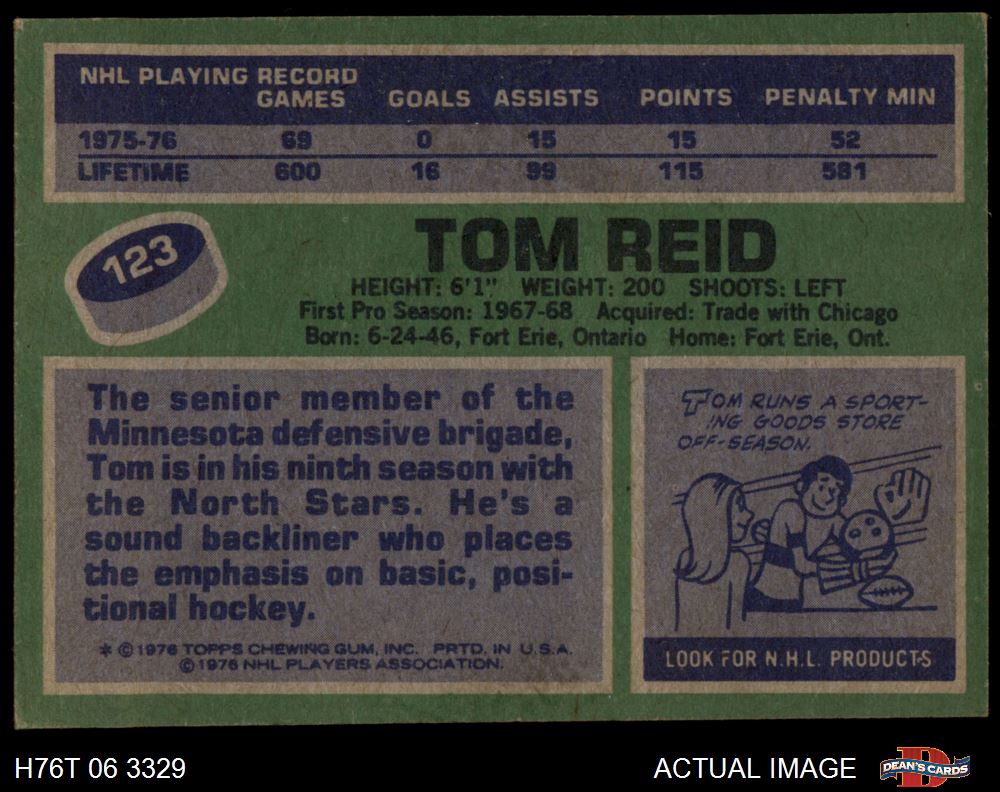 NHL PLAYING RECORD
GAMES GOALS ASSISTS POINTS PENALTY MIN
1975-76 69 0 15 15 52
LIFETIME 600 16 99 115 581
123
TOM REID
HEIGHT: 6'1" WEIGHT: 200 SHOOTS: LEFT
First Pro Season: 1967-68 Acquired: Trade with Chicago
Born: 6-24-46, Fort Erie, Ontario Home: Fort Erie, Ont.
The senior member of the
Minnesota defensive brigade,
Tom is in his ninth season with
the North Stars. He's a
sound backliner who places
the emphasis on basic, posi-
tional hockey.
* © 1976 TOPPS CHEWING GUM, INC. PRTD. IN U.S.A.
© 1976 NHL PLAYERS ASSOCIATION.
TOM RUNS A SPORT-
ING GOODS STORE
OFF-SEASON.
LOOK FOR N.H.L. PRODUCTS
H76T 06 3329
ACTUAL IMAGE
D
DEAN'S CARDS